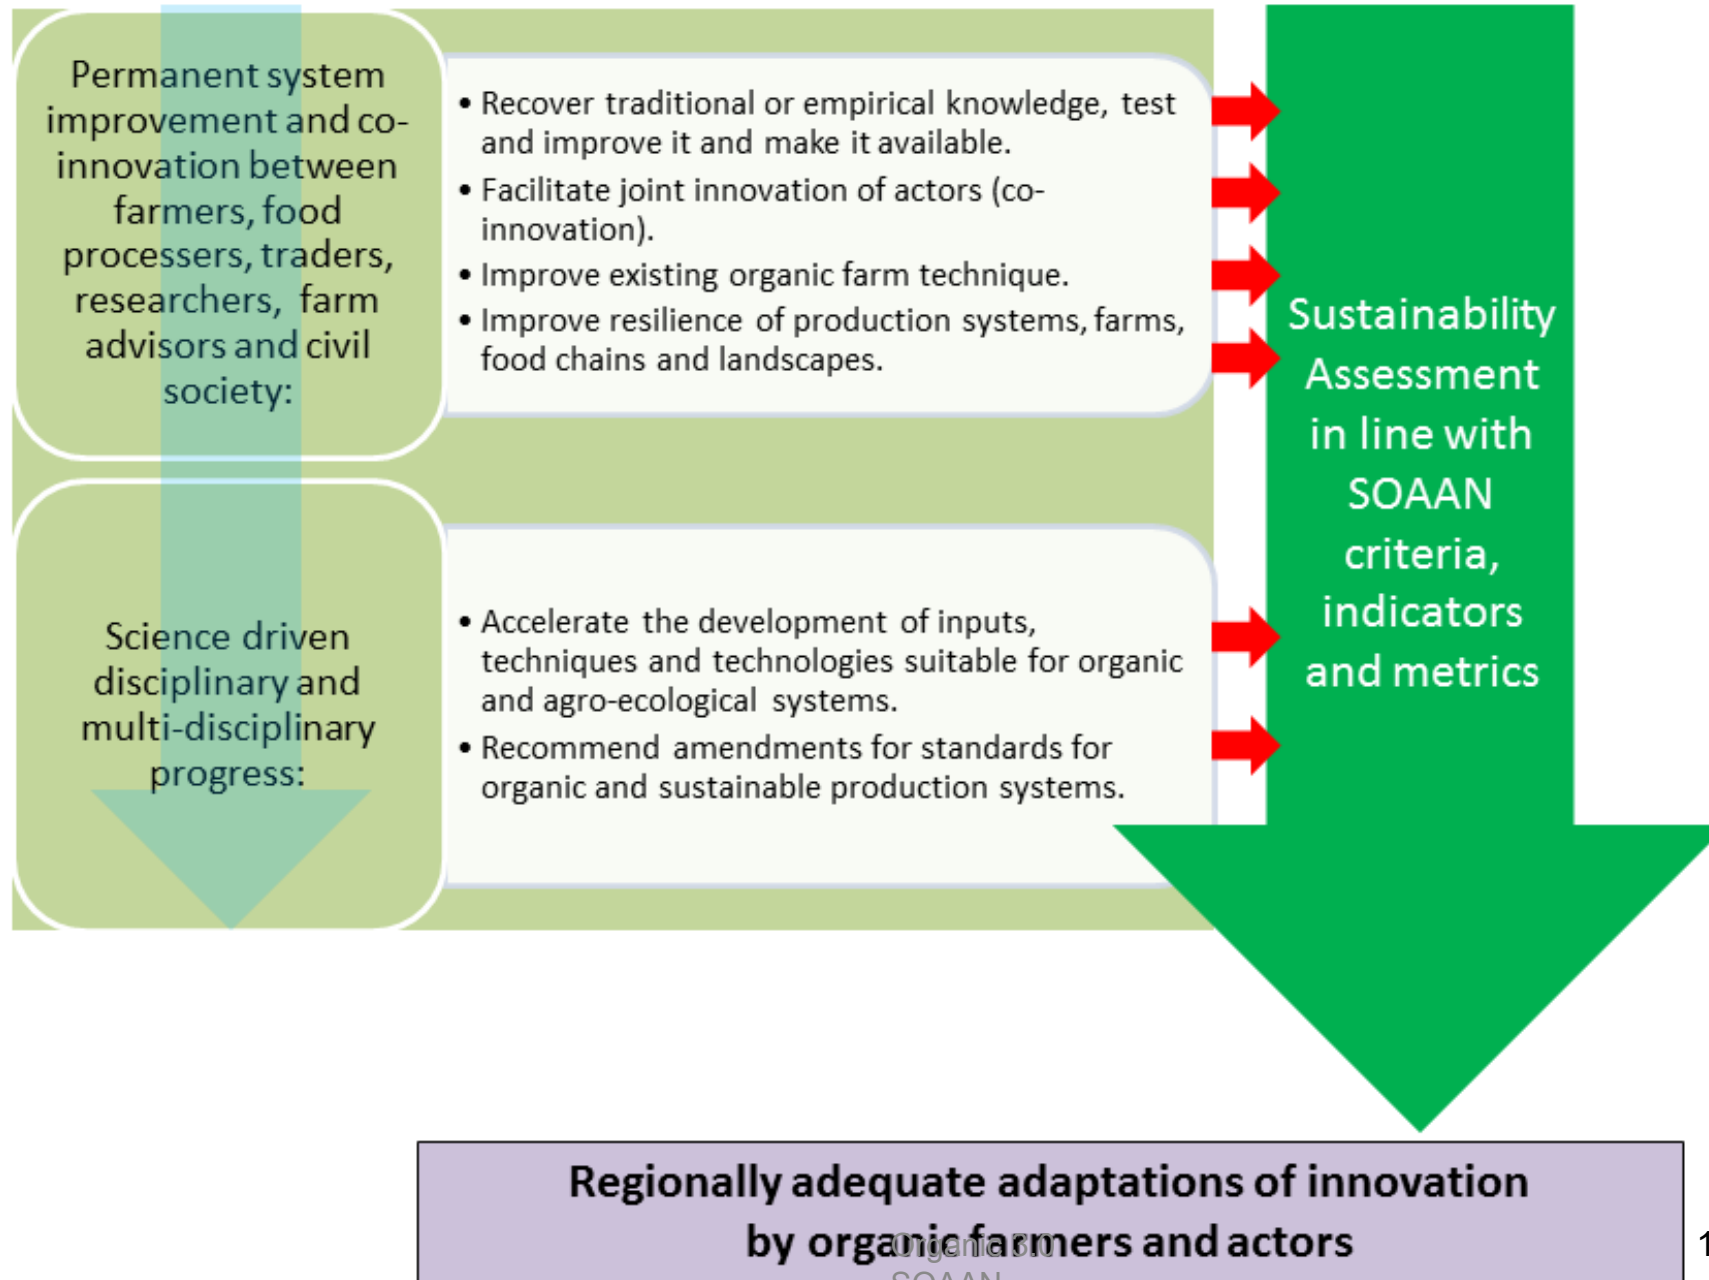 Permanent system
improvement and co-
innovation between
farmers, food
processers, traders,
researchers, farm
advisors and civil
society:
• Recover traditional or empirical knowledge, test
and improve it and make it available.
• Facilitate joint innovation of actors (co-
innovation).
• Improve existing organic farm technique.
• Improve resilience of production systems, farms,
food chains and landscapes.
Science driven
disciplinary and
multi-disciplinary
progress:
• Accelerate the development of inputs,
techniques and technologies suitable for organic
and agro-ecological systems.
• Recommend amendments for standards for
organic and sustainable production systems.
Sustainability
Assessment
in line with
SOAAN
criteria,
indicators
and metrics
Regionally adequate adaptations of innovation
by organic farmers and actors
Organic 3.0
SOAAN
1